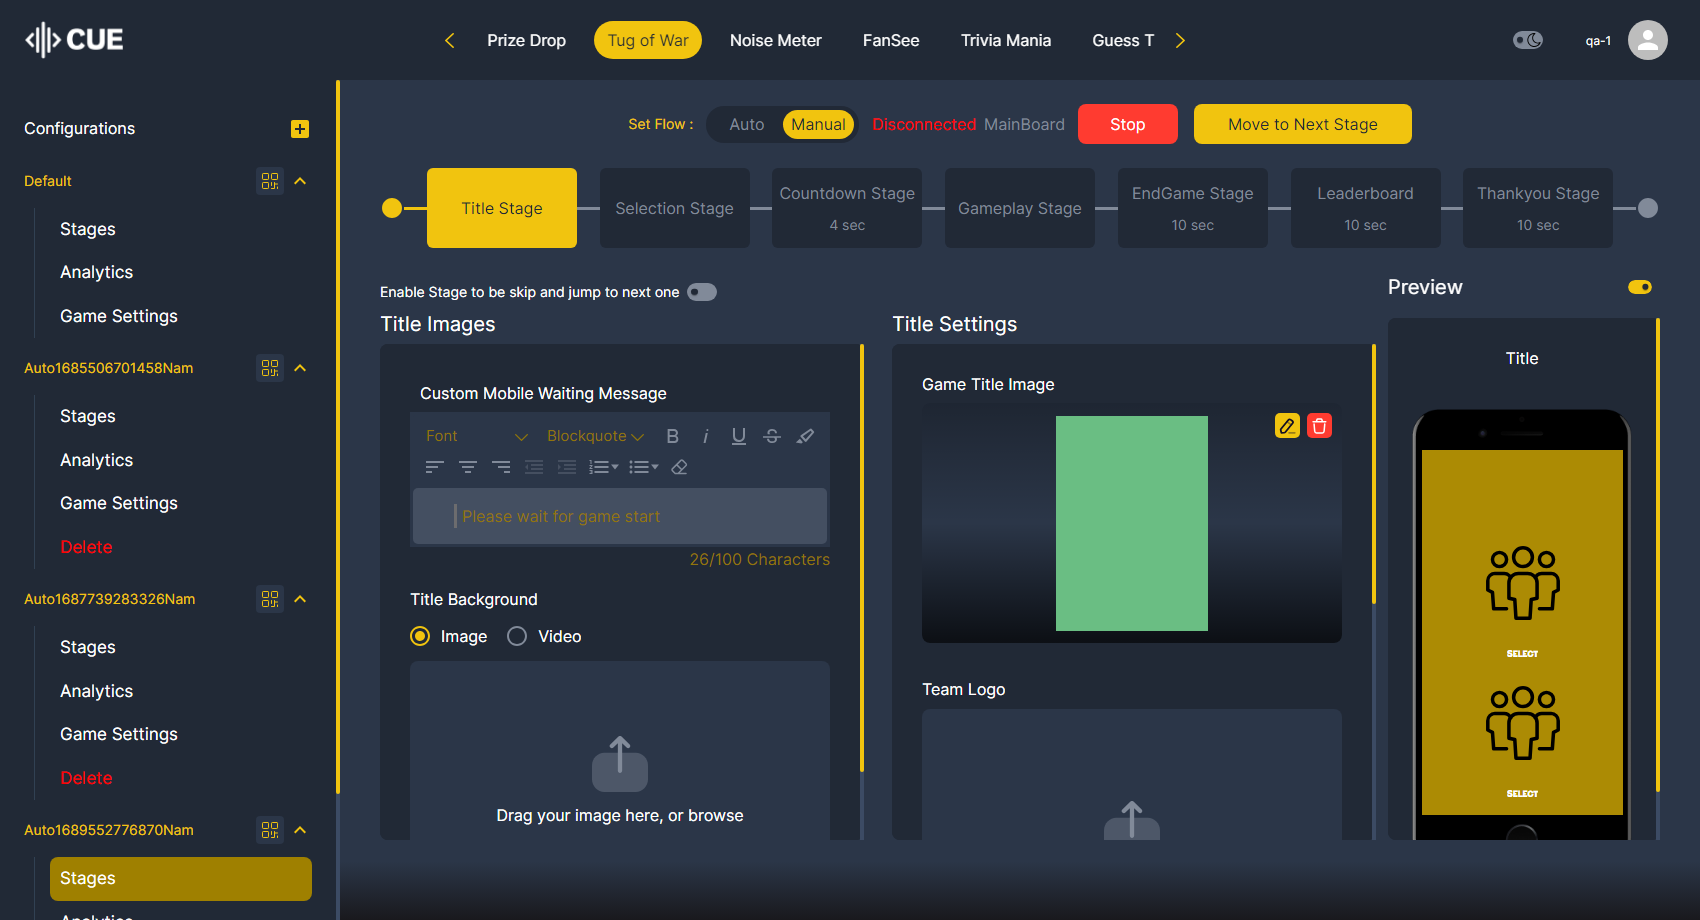 CUE
Prize Drop
Tug of War
Noise Meter
FanSee
Trivia Mania
Guess T
qa-1
Configurations
Default
Stages
Analytics
Game Settings
Auto1685506701458Nam
Stages
Analytics
Game Settings
Delete
Auto1687739283326Nam
Stages
Analytics
Game Settings
Delete
Auto1689552776870Nam
Stages
Analytics
Set Flow :
Auto
Manual
Disconnected MainBoard
Stop
Move to Next Stage
Title Stage
Selection Stage
Countdown Stage
4 sec
Gameplay Stage
EndGame Stage
10 sec
Leaderboard
10 sec
Thankyou Stage
10 sec
Enable Stage to be skip and jump to next one
Title Images
Custom Mobile Waiting Message
Font
Blockquote
B i U S
Please wait for game start
26/100 Characters
Title Background
Image
Video
Drag your image here, or browse
Title Settings
Game Title Image
Team Logo
Preview
Title
SELECT
SELECT